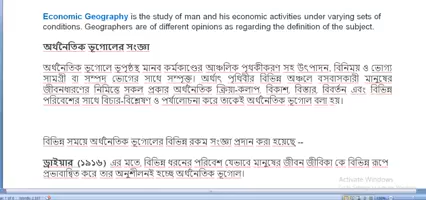 Economic Geography is the study of man and his economic activities under varying sets of
conditions. Geographers are of different opinions as regarding the definition of the subject.
অর্থনৈতিক ভূগোলের সংজ্ঞা
অর্থনৈতিক ভূগোলে ভূপৃষ্ঠস্থ মানব কর্মকাণ্ডের আঞ্চলিক পৃথকীকরণ সহ উৎপাদন, বিনিময় ও ভোগ্য
সামগ্রী বা সম্পদ ভোগের সাথে সম্পৃক্ত। অর্থাৎ পৃথিবীর বিভিন্ন অঞ্চলে বসবাসকারী মানুষের
জীবনধারণের নিমিত্তে সকল প্রকার অর্থনৈতিক ক্রিয়া-কলাপ, বিকাশ, বিস্তার, বিবর্তন এবং বিভিন্ন
পরিবেশের সাথে বিচার-বিশ্লেষণ ও পর্যালোচনা করে তাকেই অর্থনৈতিক ভূগোল বলা হয়।
বিভিন্ন সময়ে অর্থনৈতিক ভূগোলের বিভিন্ন রকম সংজ্ঞা প্রদান করা হয়েছে –
ড্রাইয়ার (১৯১৬) এর মতে, বিভিন্ন ধরনের পরিবেশ যেভাবে মানুষের জীবন জীবিকা কে বিভিন্ন রূপে
প্রভাবান্বিত করে তার অনুশীলনই হচ্ছে অর্থনৈতিক ভূগোল।
Activate Windows